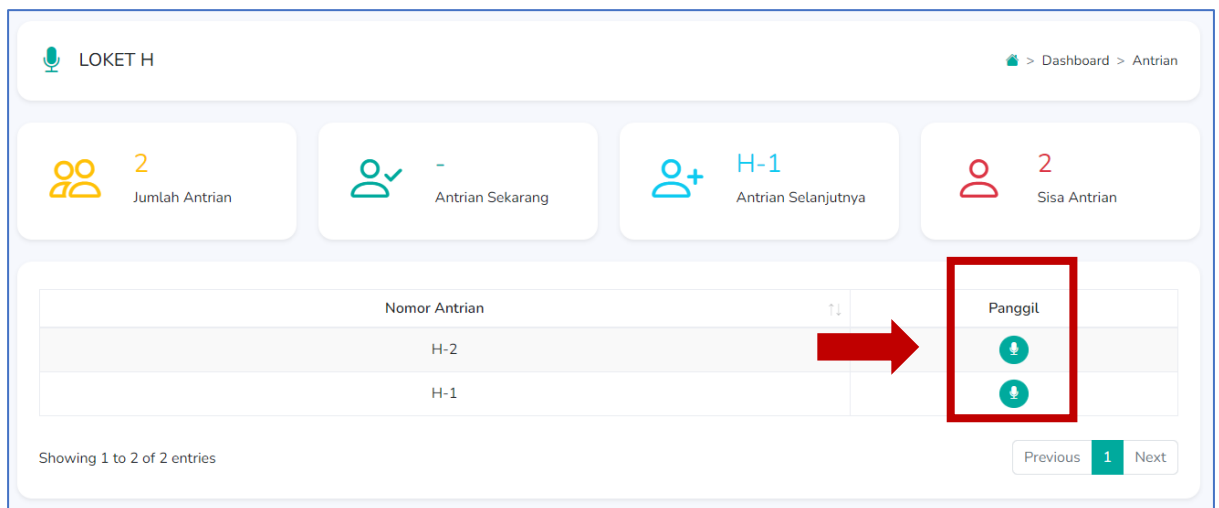 LOKET H
> Dashboard > Antrian
2
Jumlah Antrian
-
Antrian Sekarang
H-1
Antrian Selanjutnya
2
Sisa Antrian
Nomor Antrian Panggil
H-2
H-1
Showing 1 to 2 of 2 entries
Previous 1 Next